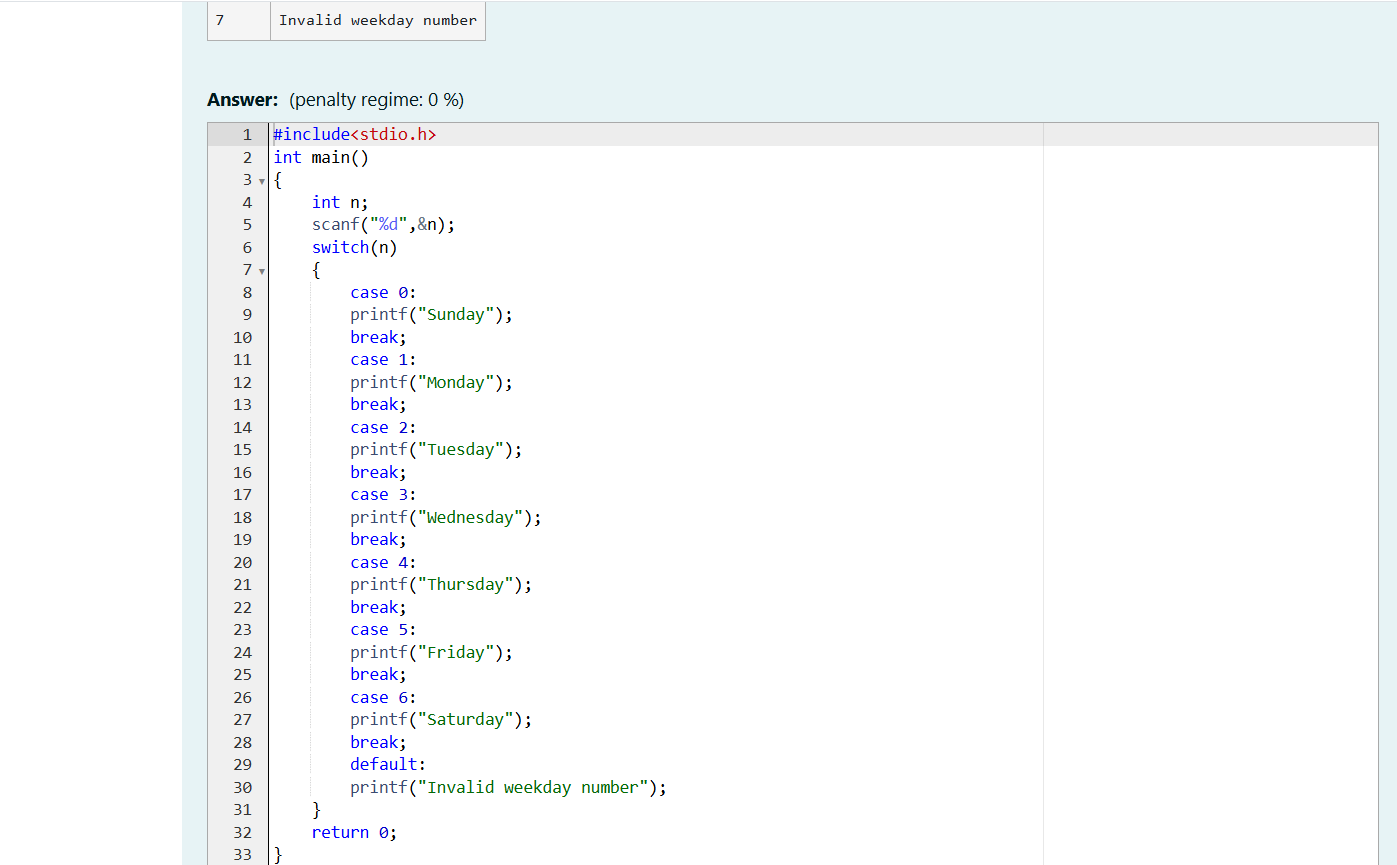 7 Invalid weekday number
Answer: (penalty regime: 0 %)
1 #include<stdio.h>
2 int main()
3 {
4     int n;
5     scanf("%d",&n);
6     switch(n)
7     {
8         case 0:
9         printf("Sunday");
10         break;
11         case 1:
12         printf("Monday");
13         break;
14         case 2:
15         printf("Tuesday");
16         break;
17         case 3:
18         printf("Wednesday");
19         break;
20         case 4:
21         printf("Thursday");
22         break;
23         case 5:
24         printf("Friday");
25         break;
26         case 6:
27         printf("Saturday");
28         break;
29         default:
30         printf("Invalid weekday number");
31     }
32     return 0;
33 }